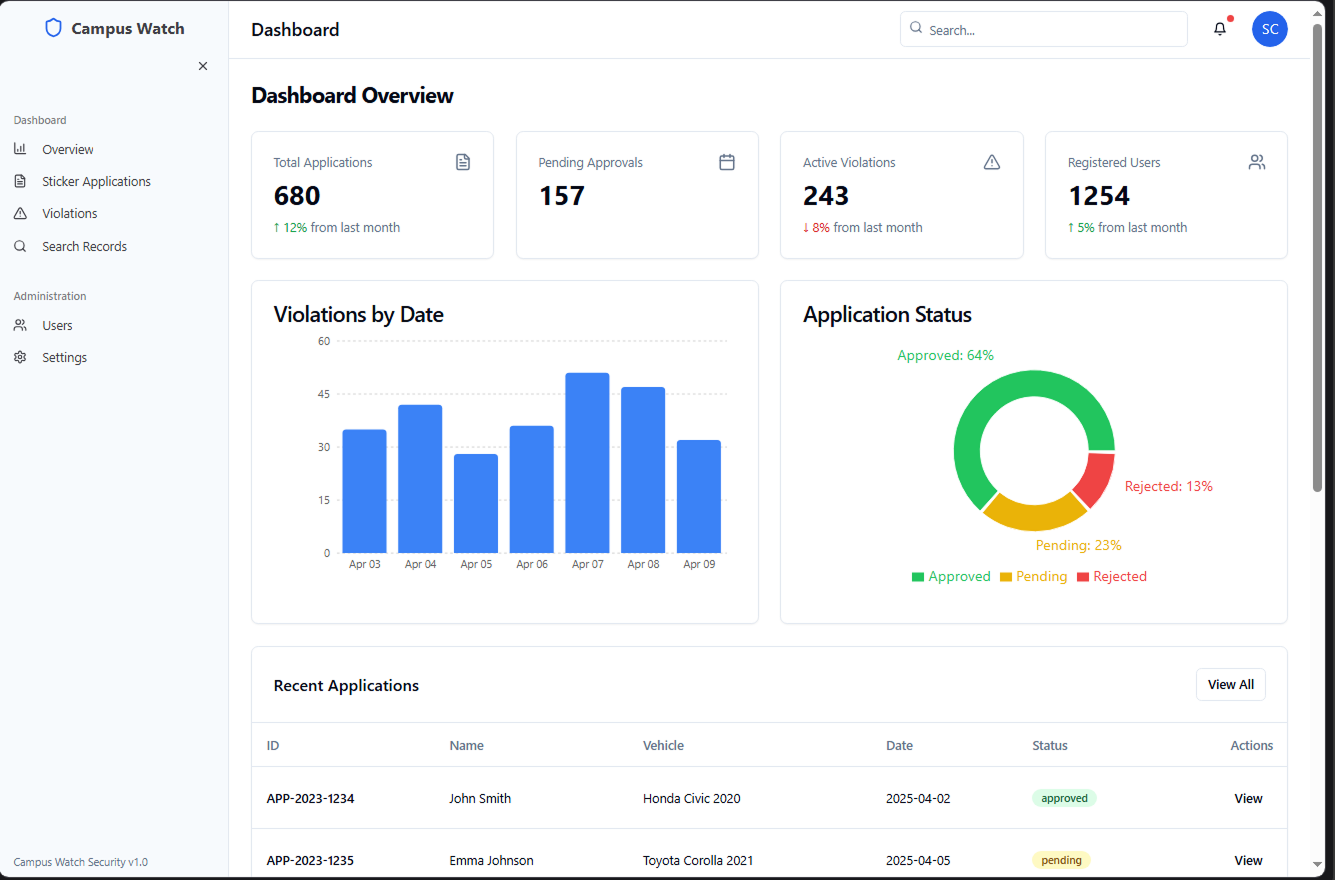 Campus Watch
Dashboard
Overview
Sticker Applications
Violations
Search Records
Administration
Users
Settings
Campus Watch Security v1.0
Dashboard
Search...
SC
Dashboard Overview
Total Applications
680
↑ 12% from last month
Pending Approvals
157
Active Violations
243
↓ 8% from last month
Registered Users
1254
↑ 5% from last month
Violations by Date
60
45
30
15
0
Apr 03 Apr 04 Apr 05 Apr 06 Apr 07 Apr 08 Apr 09
Application Status
Approved: 64%
Rejected: 13%
Pending: 23%
Approved Pending Rejected
Recent Applications
View All
ID Name Vehicle Date Status Actions
APP-2023-1234 John Smith Honda Civic 2020 2025-04-02 approved View
APP-2023-1235 Emma Johnson Toyota Corolla 2021 2025-04-05 pending View